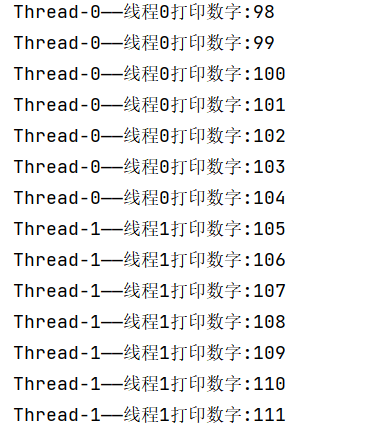 Thread-0——线程0打印数字:98
Thread-0——线程0打印数字:99
Thread-0——线程0打印数字:100
Thread-0——线程0打印数字:101
Thread-0——线程0打印数字:102
Thread-0——线程0打印数字:103
Thread-0——线程0打印数字:104
Thread-1——线程1打印数字:105
Thread-1——线程1打印数字:106
Thread-1——线程1打印数字:107
Thread-1——线程1打印数字:108
Thread-1——线程1打印数字:109
Thread-1——线程1打印数字:110
Thread-1——线程1打印数字:111